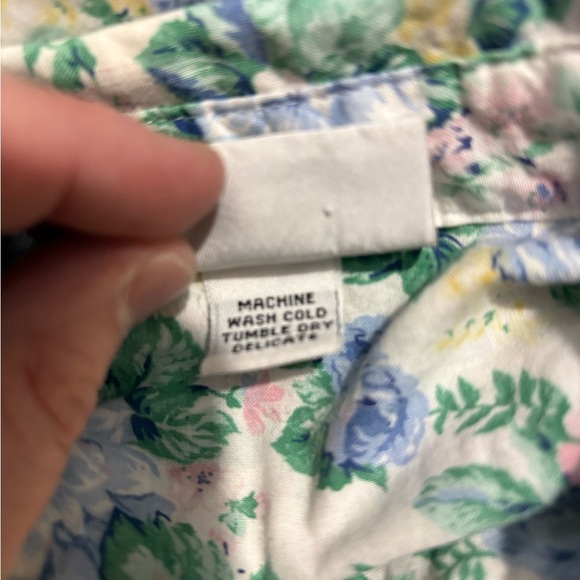 MACHINE
WASH COLD
TUMBLE DRY
DELICATE